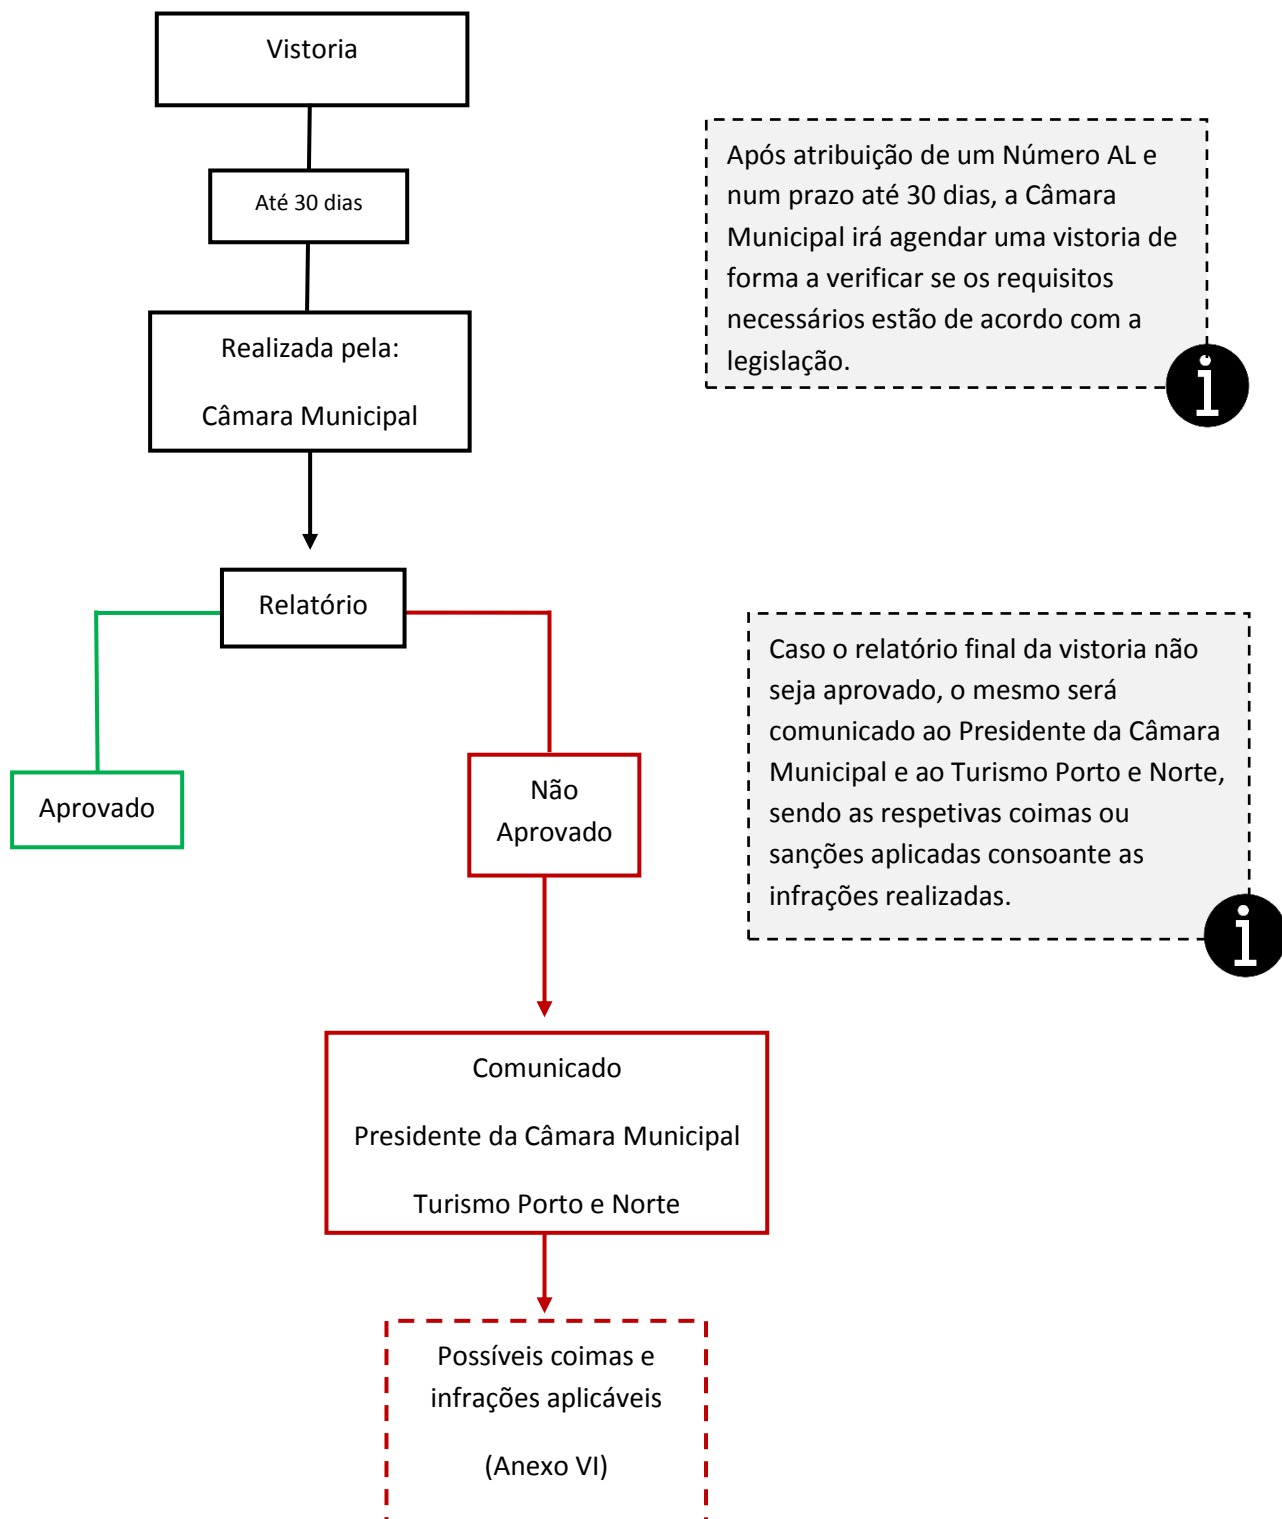 Vistoria
Até 30 dias
Realizada pela:
Câmara Municipal
Após atribuição de um Número AL e
num prazo até 30 dias, a Câmara
Municipal irá agendar uma vistoria de
forma a verificar se os requisitos
necessários estão de acordo com a
legislação.
i
Relatório
Aprovado
Não
Aprovado
Caso o relatório final da vistoria não
seja aprovado, o mesmo será
comunicado ao Presidente da Câmara
Municipal e ao Turismo Porto e Norte,
sendo as respetivas coimas ou
sanções aplicadas consoante as
infrações realizadas.
i
Comunicado
Presidente da Câmara Municipal
Turismo Porto e Norte
Possíveis coimas e
infrações aplicáveis
(Anexo VI)